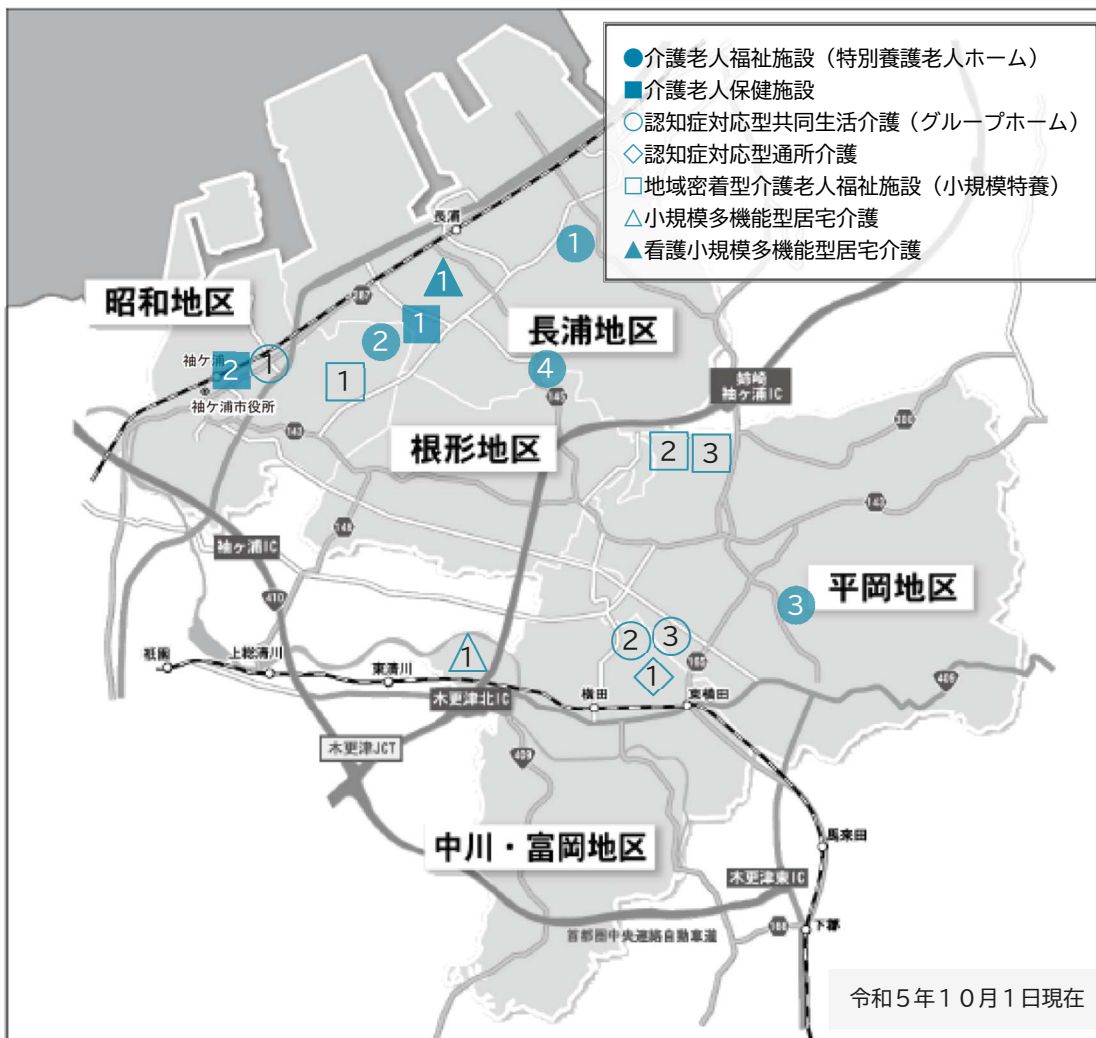 ●介護老人福祉施設（特別養護老人ホーム）
■介護老人保健施設
○認知症対応型共同生活介護（グループホーム）
◇認知症対応型通所介護
□地域密着型介護老人福祉施設（小規模特養）
△小規模多機能型居宅介護
▲看護小規模多機能型居宅介護
長浦
1
1
昭和地区
387
1
長浦地区
2
袖ケ浦
2
1
1
4
姉崎
袖ケ浦IC
袖ケ浦市役所
145
143
300
根形地区
2
3
143
148
袖ケ浦IC
410
平岡地区
3
2
3
祇園
上総清川
東清川
1
165
1
409
木更津北IC
横田
東横田
木更津JCT
409
中川・富岡地区
馬来田
木更津東IC
首都圏中央連絡自動車道
168
下郡
令和５年１０月１日現在